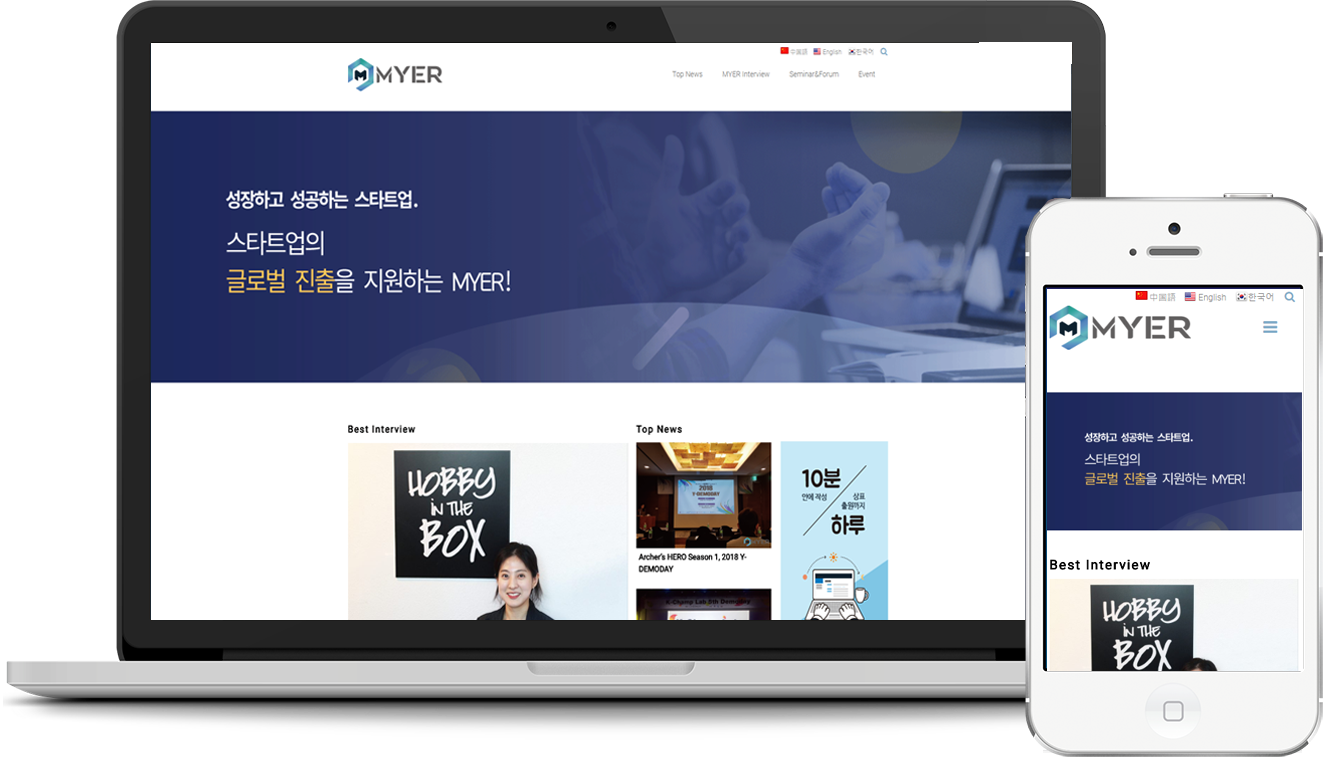 中國語 English 한국어
MYER
Top News MYER Interview Seminar&Forum Event
성장하고 성공하는 스타트업.
스타트업의
글로벌 진출을 지원하는 MYER!
Best Interview
HOBBY
IN THE
BOX
Top News
2018
Y-DEMODAY
Archer's HERO Season 1, 2018 Y-
DEMODAY
10분
안에 작성
상표
출원까지
하루
中國語 English 한국어
MYER
성장하고 성공하는 스타트업.
스타트업의
글로벌 진출을 지원하는 MYER!
Best Interview
HOBBY
IN THE
BOX